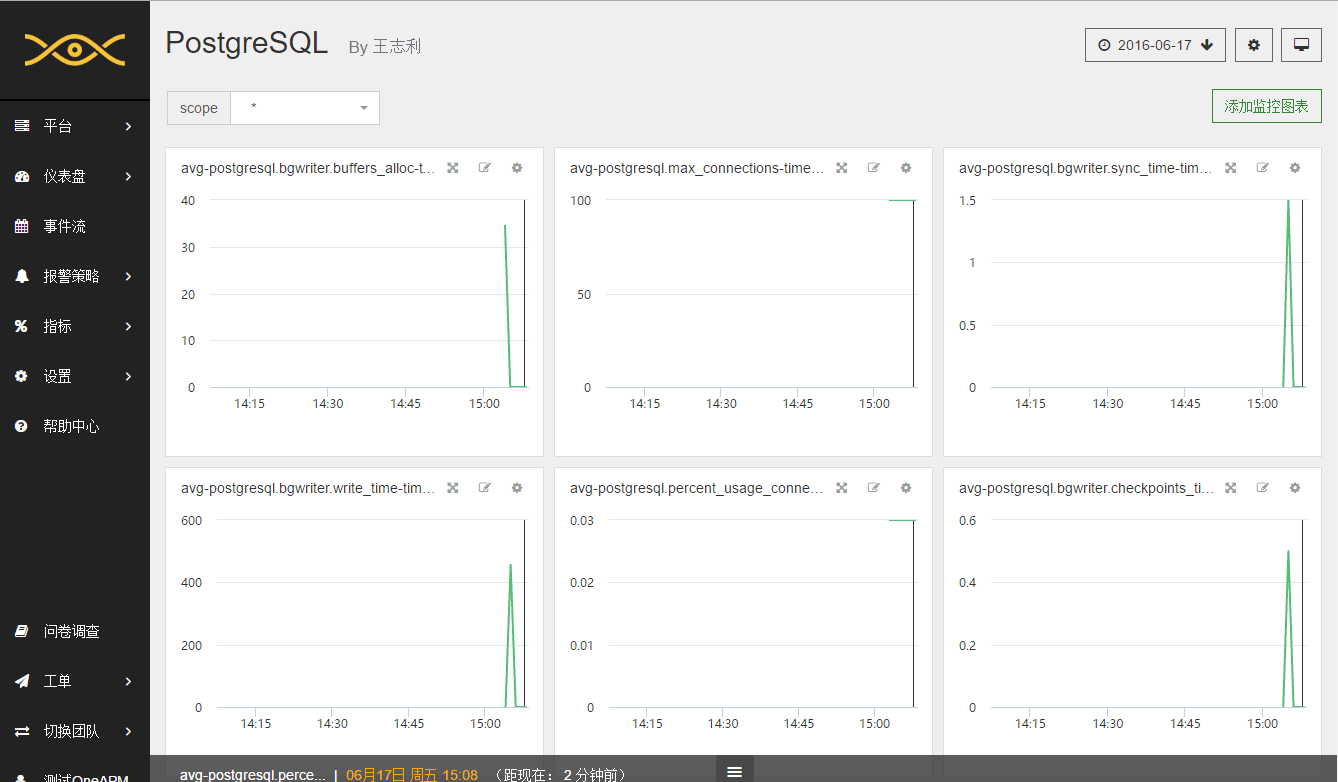 PostgreSQL By 王志利
2016-06-17
scope *
添加监控图表
平台
仪表盘
事件流
报警策略
指标
设置
帮助中心
问卷调查
工单
切换团队
测试OneAPM
avg-postgresql.bgwriter.buffers_alloc-t...
40
30
20
10
0
14:15 14:30 14:45 15:00
avg-postgresql.max_connections-time...
100
50
0
14:15 14:30 14:45 15:00
avg-postgresql.bgwriter.sync_time-tim...
1.5
1
0.5
0
14:15 14:30 14:45 15:00
avg-postgresql.bgwriter.write_time-tim...
600
400
200
0
14:15 14:30 14:45 15:00
avg-postgresql.percent_usage_conne...
0.03
0.02
0.01
0
14:15 14:30 14:45 15:00
avg-postgresql.bgwriter.checkpoints_ti...
0.6
0.4
0.2
0
14:15 14:30 14:45 15:00
avg-postgresql.perce... | 06月17日 周五 15:08 （距现在： 2 分钟前）